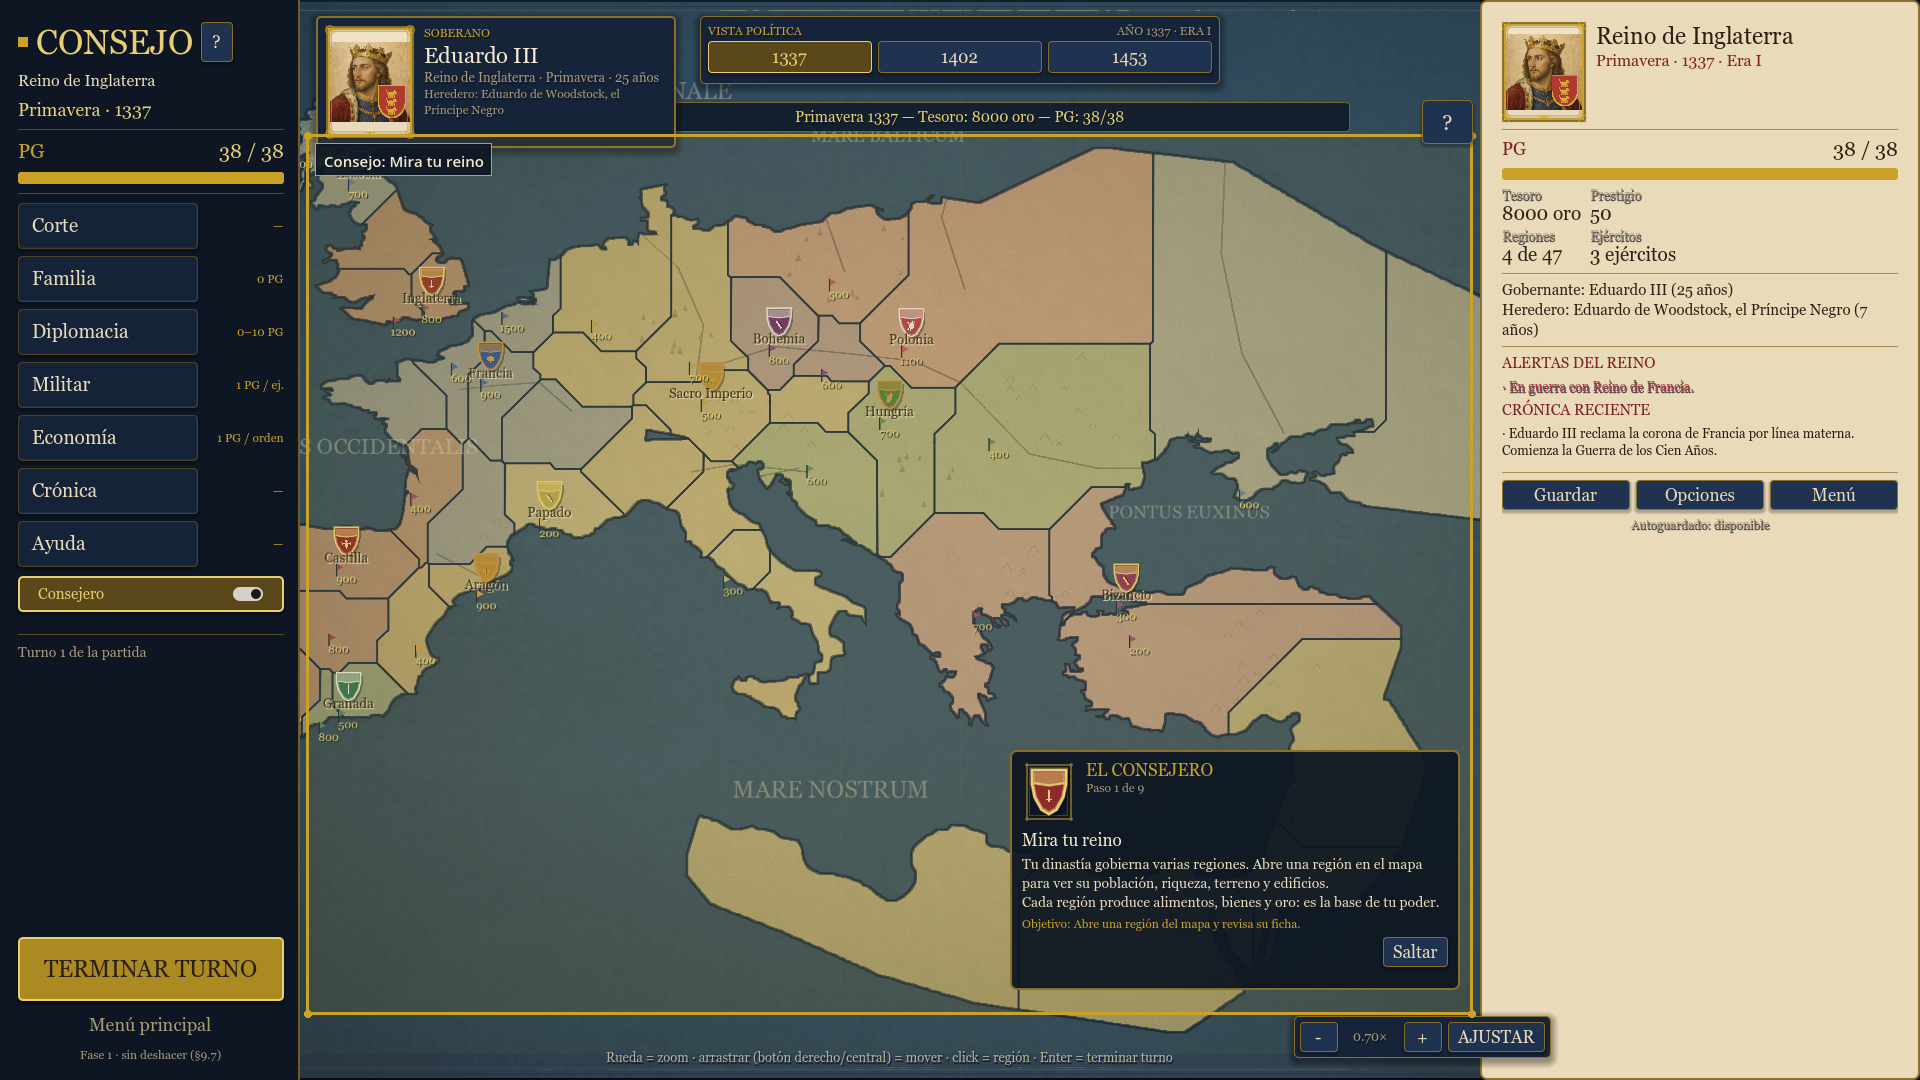 CONSEJO
?
Reino de Inglaterra
Primavera · 1337
PG
38 / 38
Corte
–
Familia
0 PG
Diplomacia
0–10 PG
Militar
1 PG / ej.
Economía
1 PG / orden
Crónica
–
Ayuda
–
Consejero
Turno 1 de la partida
TERMINAR TURNO
Menú principal
Fase 1 · sin deshacer (§9.7)
SOBERANO
Eduardo III
Reino de Inglaterra · Primavera · 25 años
Heredero: Eduardo de Woodstock, el
Príncipe Negro
VISTA POLÍTICA
AÑO 1337 · ERA I
1337
1402
1453
Primavera 1337 — Tesoro: 8000 oro — PG: 38/38
?
Consejo: Mira tu reino
MARE BALTICUM
700
Inglaterra
800
1200
1500
400
500
Bohemia
800
Polonia
1100
Francia
600
900
700
Sacro Imperio
500
600
Hungría
700
S OCCIDENTALIS
400
400
600
Papado
200
PONTUS EUXINUS
600
Castilla
900
Aragón
900
300
Bizancio
300
700
200
800
400
Granada
500
800
MARE NOSTRUM
EL CONSEJERO
Paso 1 de 9
Mira tu reino
Tu dinastía gobierna varias regiones. Abre una región en el mapa
para ver su población, riqueza, terreno y edificios.
Cada región produce alimentos, bienes y oro: es la base de tu poder.
Objetivo: Abre una región del mapa y revisa su ficha.
Saltar
Rueda = zoom · arrastrar (botón derecho/central) = mover · click = región · Enter = terminar turno
-
0.70×
+
AJUSTAR
Reino de Inglaterra
Primavera · 1337 · Era I
PG
38 / 38
Tesoro
Prestigio
8000 oro
50
Regiones
Ejércitos
4 de 47
3 ejércitos
Gobernante: Eduardo III (25 años)
Heredero: Eduardo de Woodstock, el Príncipe Negro (7
años)
ALERTAS DEL REINO
· En guerra con Reino de Francia.
CRÓNICA RECIENTE
· Eduardo III reclama la corona de Francia por línea materna.
Comienza la Guerra de los Cien Años.
Guardar
Opciones
Menú
Autoguardado: disponible